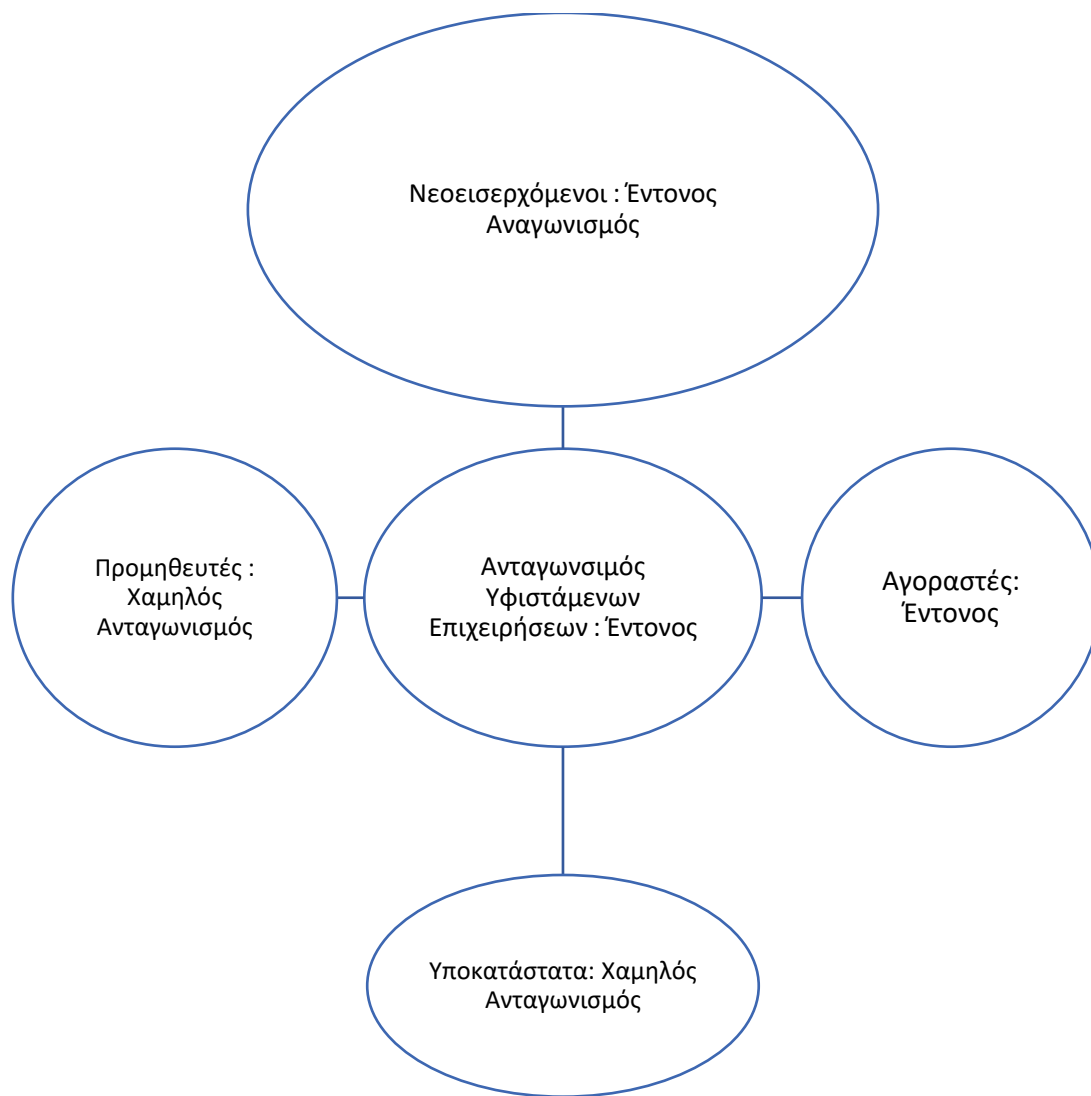 Νεοεισερχόμενοι : Έντονος
Αναγωνισμός
Προμηθευτές :
Χαμηλός
Ανταγωνισμός
Ανταγωνσιμός
Υφιστάμενων
Επιχειρήσεων : Έντονος
Αγοραστές:
Έντονος
Υποκατάστατα: Χαμηλός
Ανταγωνισμός